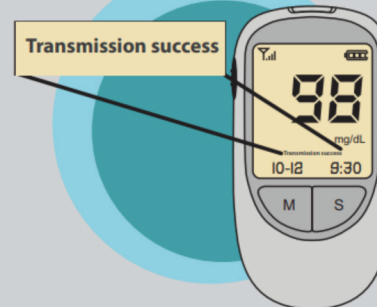 Transmission success
98
mg/dL
Transmission success
10-12 9:30
M S